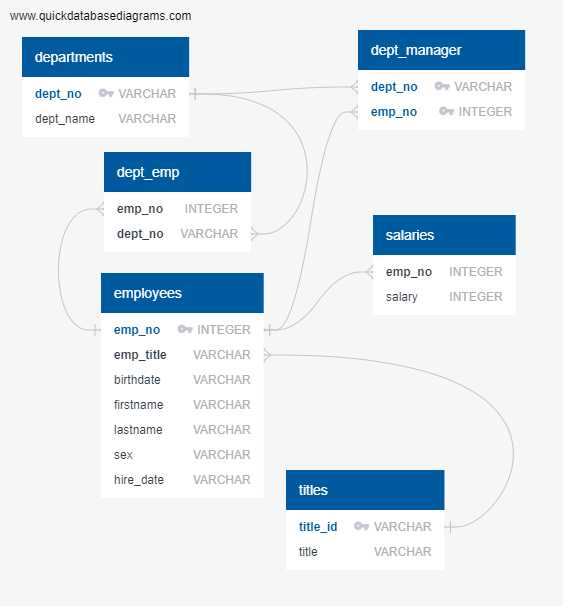 www.quickdatabasediagrams.com
departments
dept_no VARCHAR
dept_name VARCHAR
dept_manager
dept_no VARCHAR
emp_no INTEGER
dept_emp
emp_no INTEGER
dept_no VARCHAR
salaries
emp_no INTEGER
salary INTEGER
employees
emp_no INTEGER
emp_title VARCHAR
birthdate VARCHAR
firstname VARCHAR
lastname VARCHAR
sex VARCHAR
hire_date VARCHAR
titles
title_id VARCHAR
title VARCHAR